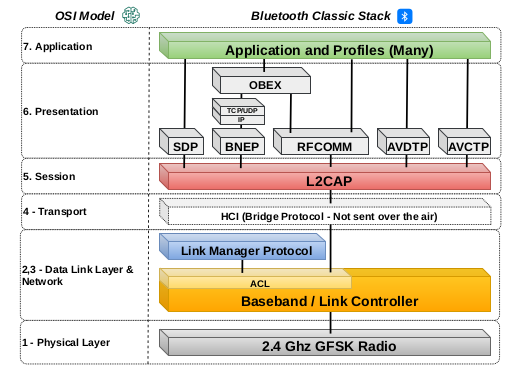 OSI Model
Bluetooth Classic Stack
7. Application
Application and Profiles (Many)
6. Presentation
OBEX
TCP/UDP
IP
SDP
BNEP
RFCOMM
AVDTP
AVCTP
5. Session
L2CAP
4 - Transport
HCI (Bridge Protocol - Not sent over the air)
2,3 - Data Link Layer &
Network
Link Manager Protocol
ACL
Baseband / Link Controller
1 - Physical Layer
2.4 Ghz GFSK Radio